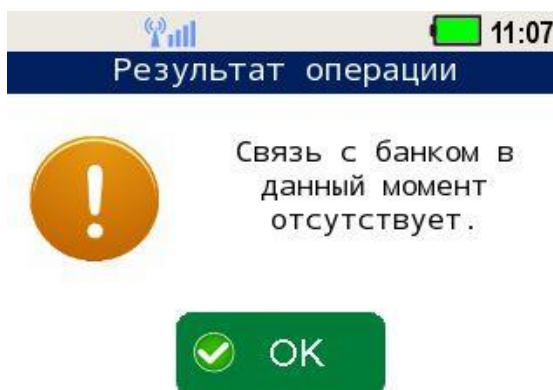 11:07
Результат операции
Связь с банком в
данный момент
отсутствует.
OK